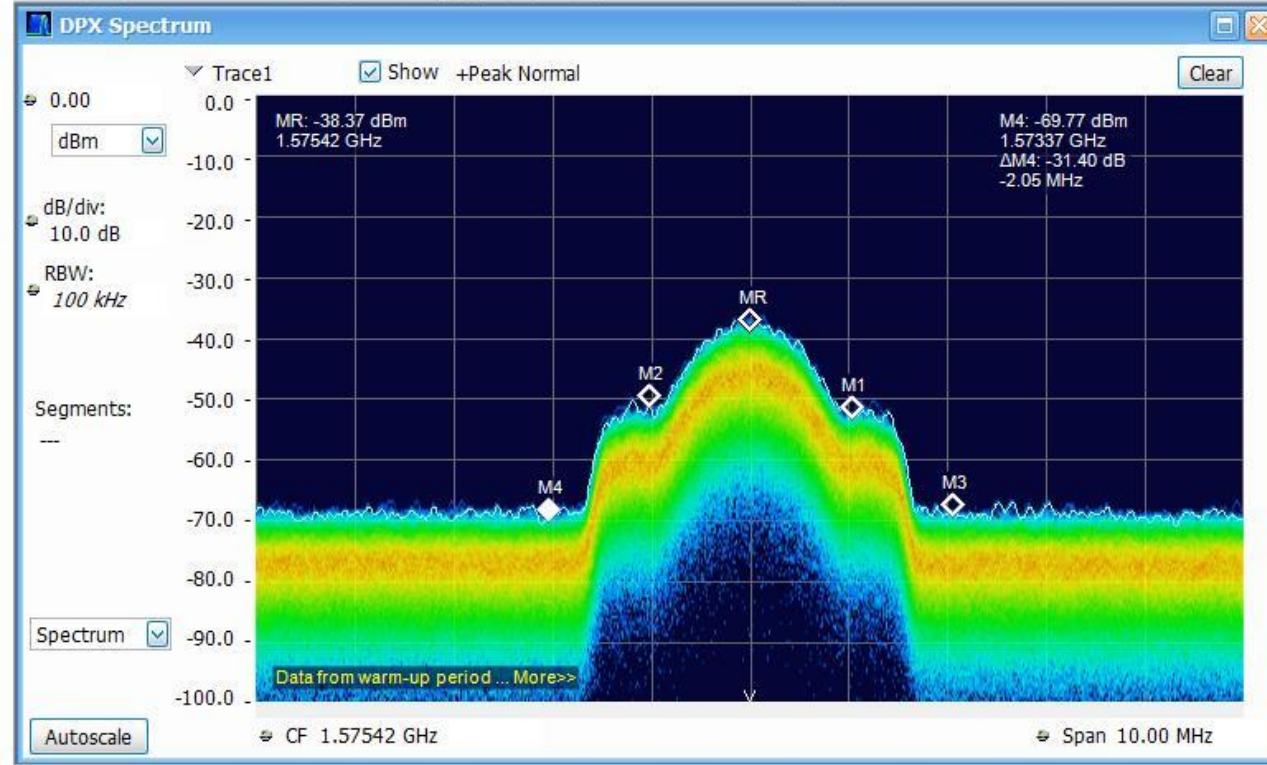 DPX Spectrum
Trace1 Show +Peak Normal Clear
0.00
dBm
dB/div:
10.0 dB
RBW:
100 kHz
Segments:
---
Spectrum
Autoscale
0.0
-10.0
-20.0
-30.0
-40.0
-50.0
-60.0
-70.0
-80.0
-90.0
-100.0
MR: -38.37 dBm
1.57542 GHz
M4: -69.77 dBm
1.57337 GHz
ΔM4: -31.40 dB
-2.05 MHz
MR
M2
M1
M4
M3
Data from warm-up period ... More>>
CF 1.57542 GHz
Span 10.00 MHz